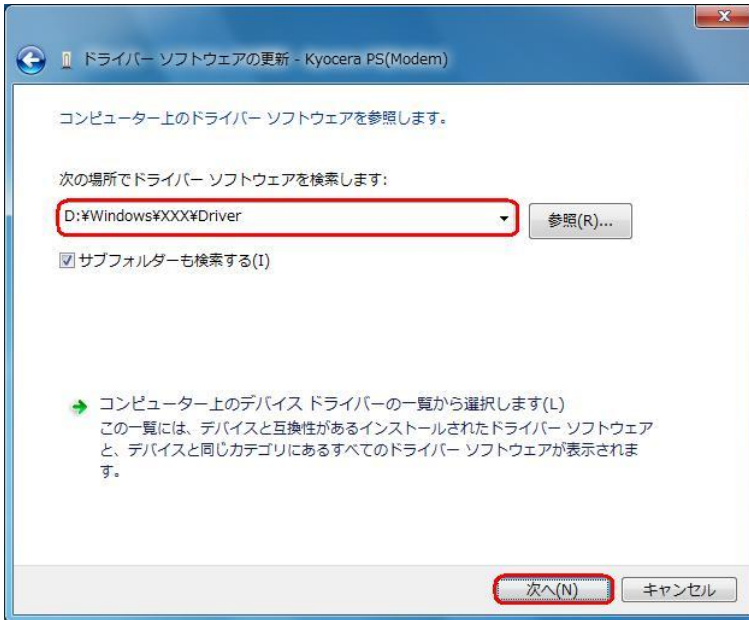 ドライバー ソフトウェアの更新 - Kyocera PS(Modem)
コンピューター上のドライバー ソフトウェアを参照します。
次の場所でドライバー ソフトウェアを検索します:
D:¥Windows¥XXX¥Driver
参照(R)...
サブフォルダーも検索する(I)
コンピューター上のデバイス ドライバーの一覧から選択します(L)
この一覧には、デバイスと互換性があるインストールされたドライバー ソフトウェア
と、デバイスと同じカテゴリにあるすべてのドライバー ソフトウェアが表示されま
す。
次へ(N)
キャンセル